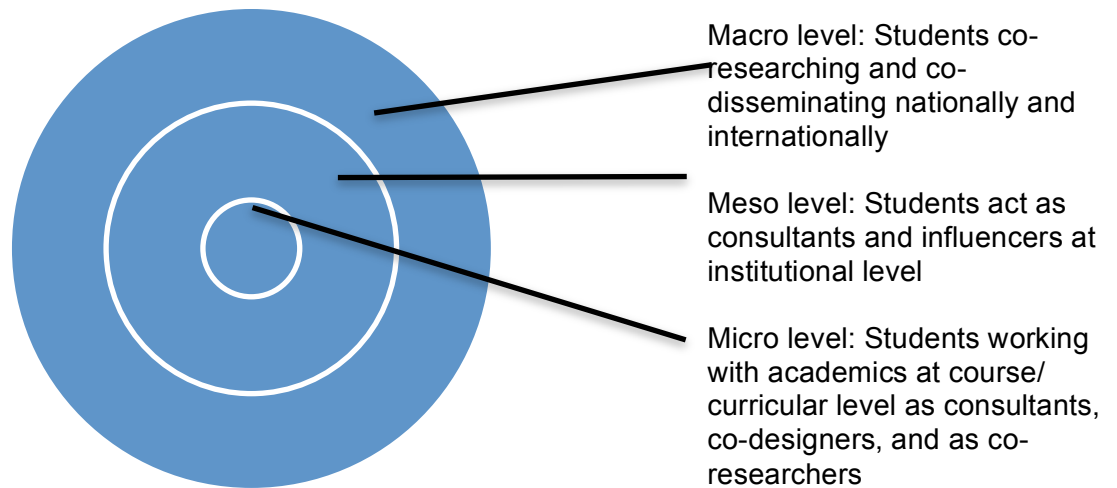 Macro level: Students co-
researching and co-
disseminating nationally and
internationally
Meso level: Students act as
consultants and influencers at
institutional level
Micro level: Students working
with academics at course/
curricular level as consultants,
co-designers, and as co-
researchers